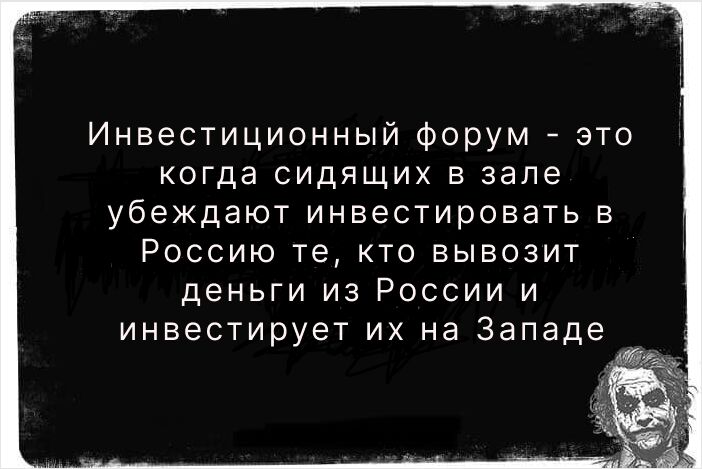 Инвестиционный форум - это
когда сидящих в зале
убеждают инвестировать в
Россию те, кто вывозит
деньги из России и
инвестирует их на Западе